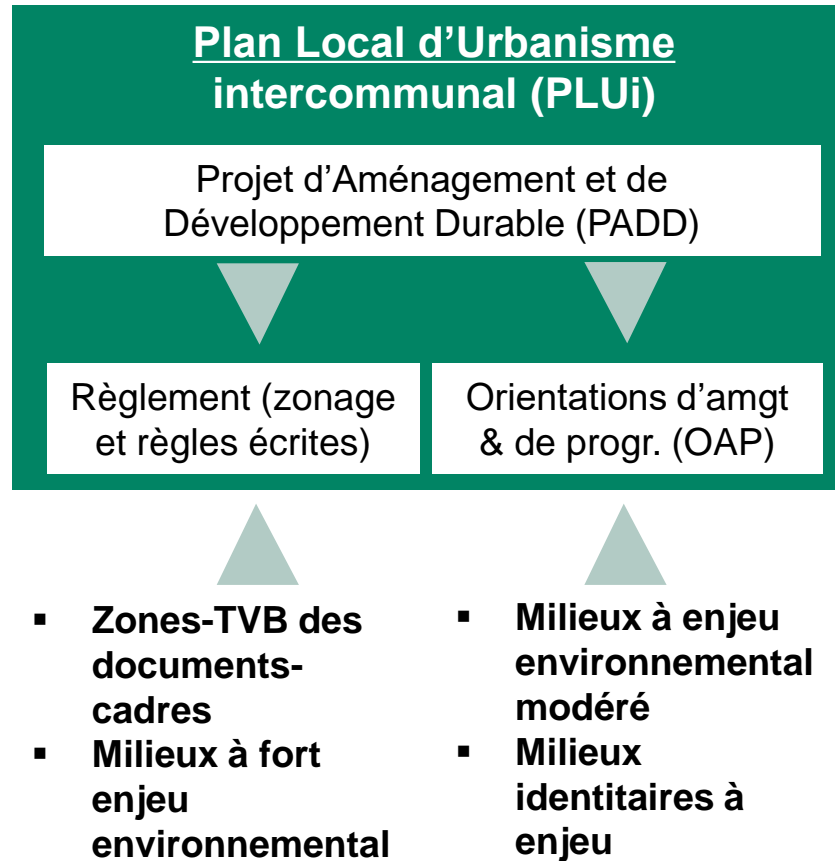 Plan Local d'Urbanisme
intercommunal (PLUi)
Projet d'Aménagement et de
Développement Durable (PADD)
Règlement (zonage
et règles écrites)
Orientations d'amgt
& de progr. (OAP)
▪ Zones-TVB des
documents-
cadres
▪ Milieux à fort
enjeu
environnemental
▪ Milieux à enjeu
environnemental
modéré
▪ Milieux
identitaires à
enjeu